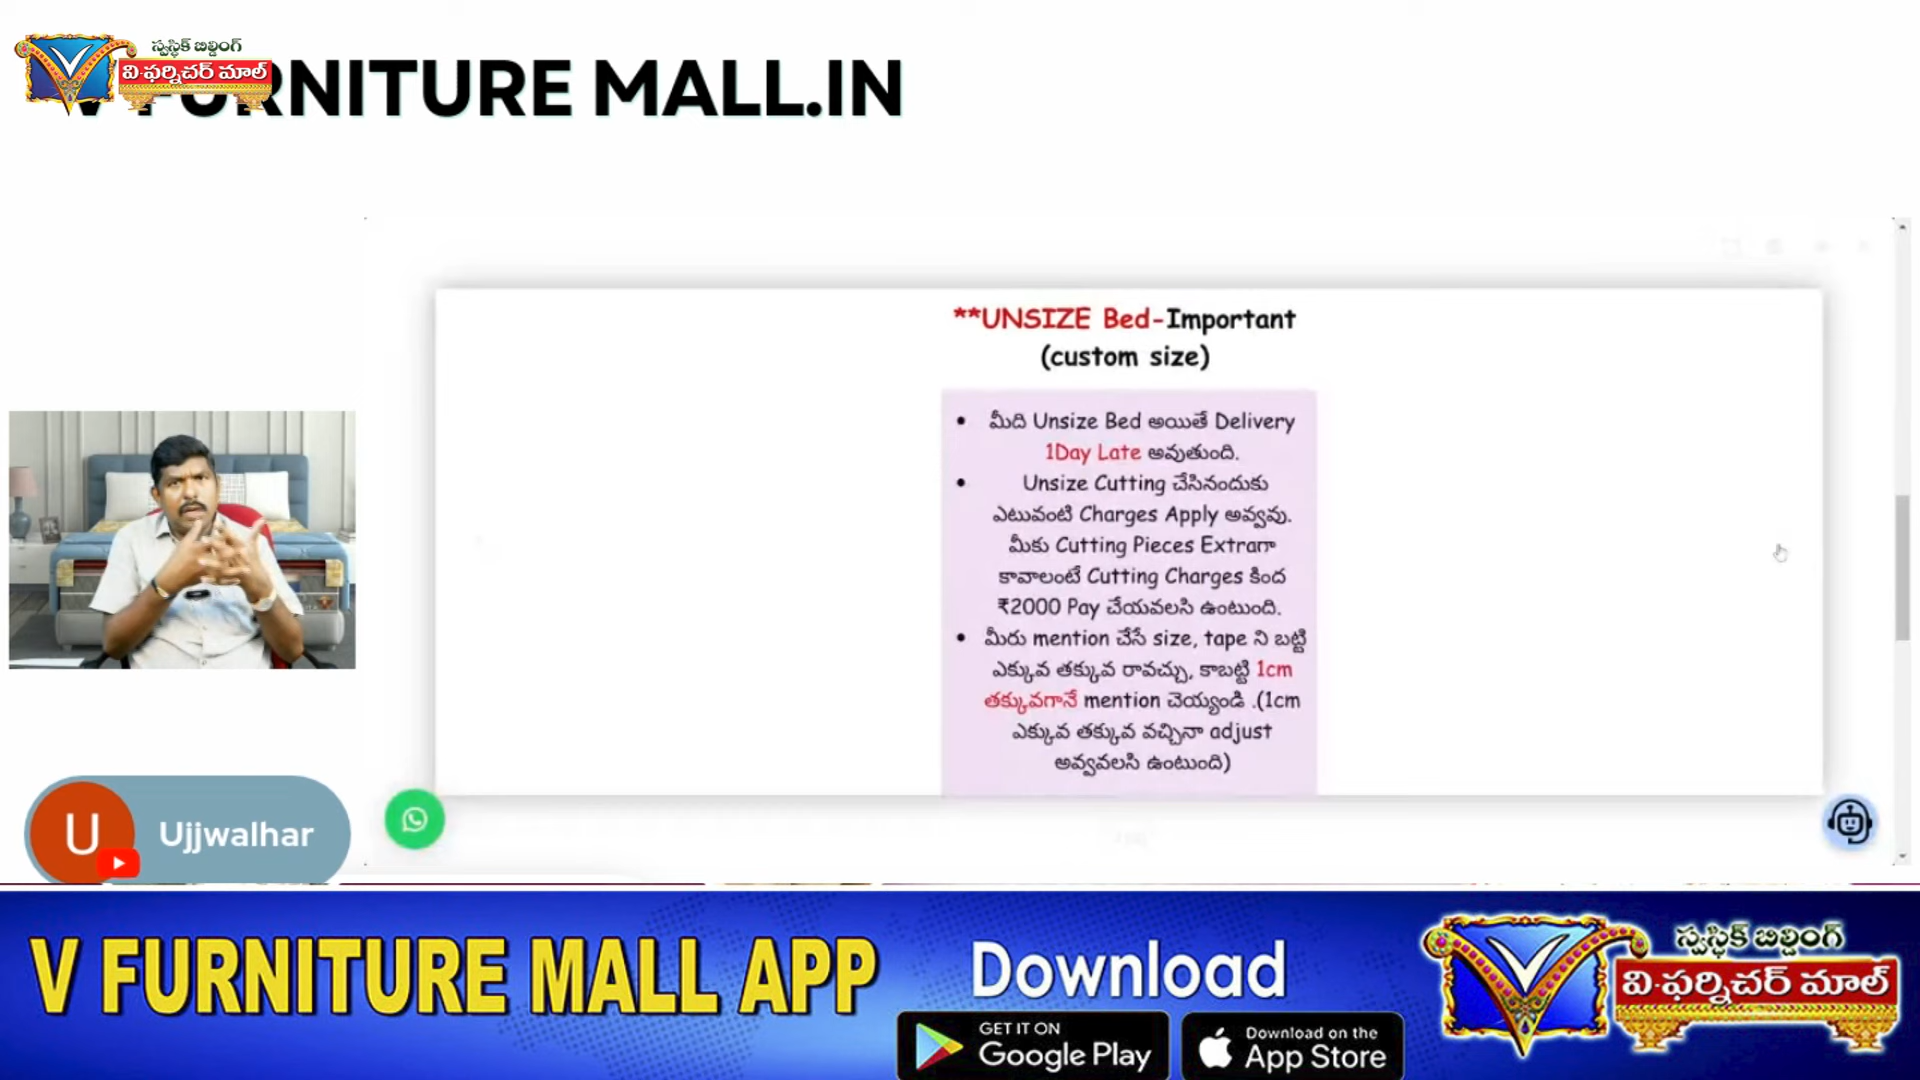 స్వస్తిక్ బిల్డింగ్
వి-ఫర్నిచర్ మాల్
V FURNITURE MALL.IN
**UNSIZE Bed-Important
(custom size)
• మీది Unsize Bed అయితే Delivery
1Day Late అవుతుంది.
• Unsize Cutting చేసినందుకు
ఎటువంటి Charges Apply అవ్వవు.
మీకు Cutting Pieces Extraగా
కావాలంటే Cutting Charges కింద
₹2000 Pay చేయవలసి ఉంటుంది.
• మీరు mention చేసే size, tape ని బట్టి
ఎక్కువ తక్కువ రావచ్చు, కాబట్టి 1cm
తక్కువగానే mention చెయ్యండి .(1cm
ఎక్కువ తక్కువ వచ్చినా adjust
అవ్వవలసి ఉంటుంది)
U
Ujjwalhar
V FURNITURE MALL APP
Download
GET IT ON
Google Play
Download on the
App Store
స్వస్తిక్ బిల్డింగ్
వి-ఫర్నిచర్ మాల్